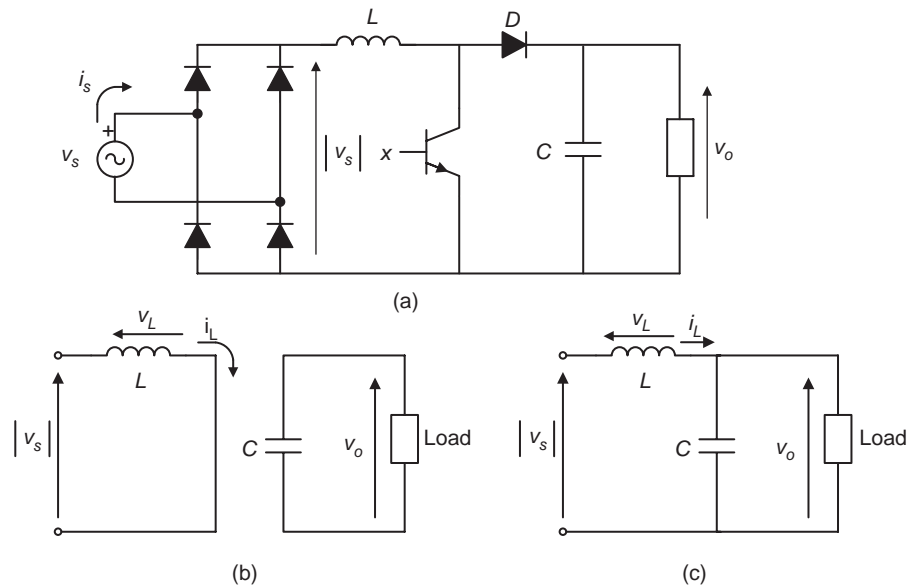 L
D
i_s
+
v_s
|v_s|
x
C
v_o
(a)
v_L
i_L
L
|v_s|
C
v_o
Load
(b)
v_L
i_L
L
|v_s|
C
v_o
Load
(c)